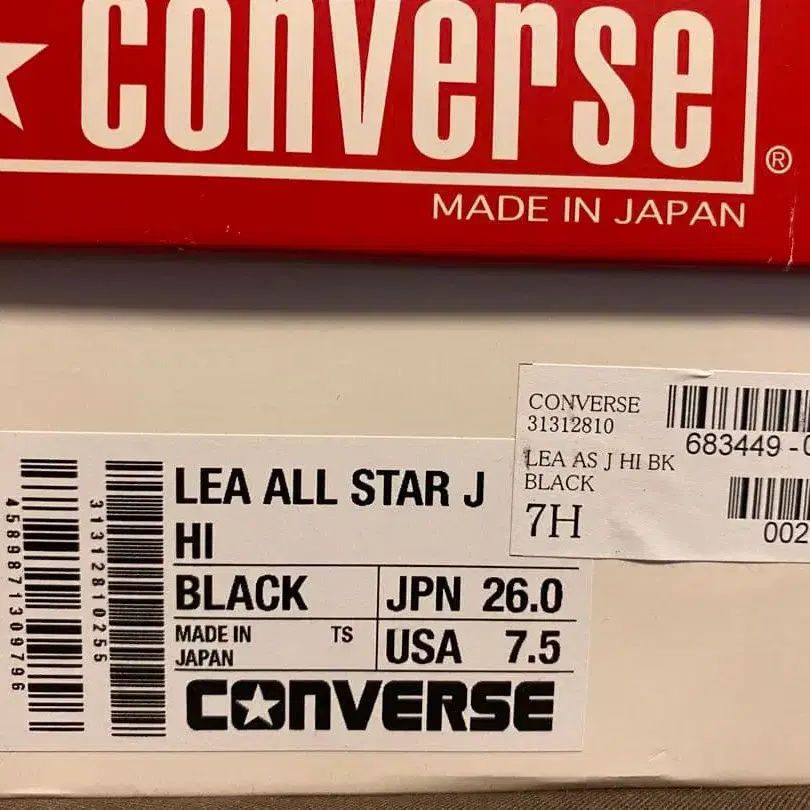 converse
®
MADE IN JAPAN
CONVERSE
31312810
LEA AS J HI BK
BLACK
7H
683449-0
002
LEA ALL STAR J
HI
BLACK
JPN 26.0
MADE IN
JAPAN
TS
USA 7.5
CONVERSE
4589871309796
31312810255